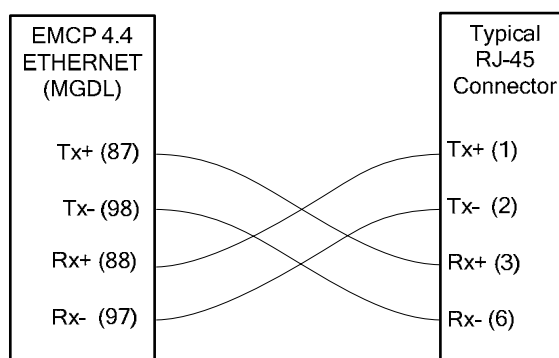 EMCP 4.4
ETHERNET
(MGDL)
Tx+ (87)
Tx- (98)
Rx+ (88)
Rx- (97)
Typical
RJ-45
Connector
Tx+ (1)
Tx- (2)
Rx+ (3)
Rx- (6)